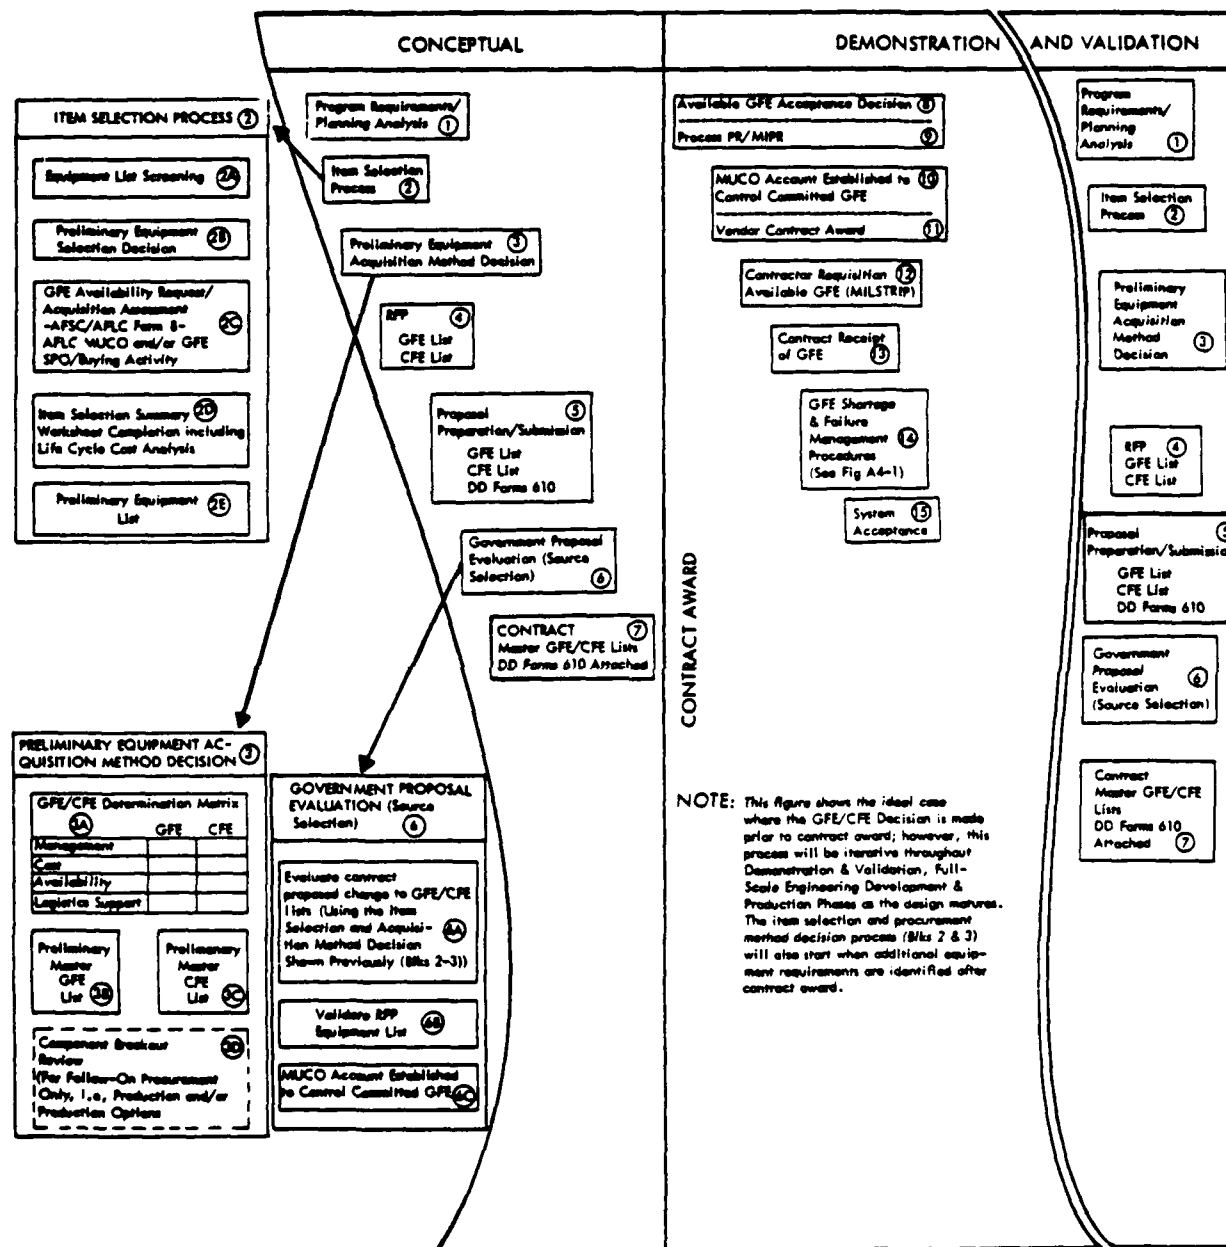 CONCEPTUAL
DEMONSTRATION AND VALIDATION
ITEM SELECTION PROCESS 2
Equipment List Screening 2A
Preliminary Equipment 2B
Selection Decision
GFE Availability Request/
Acquisition Assessment
-AFSC/AFLC Form 8- 2C
AFLC MUCO and/or GFE
SPO/Buying Activity
Item Selection Summary 2D
Worksheet Completion including
Life Cycle Cost Analysis
Preliminary Equipment 2E
List
Program Requirements/
Planning Analysis 1
Item Selection
Process 2
Preliminary Equipment 3
Acquisition Method Decision
RFP 4
GFE List
CFE List
Proposal 5
Preparation/Submission
GFE List
CFE List
DD Forms 610
Government Proposal
Evaluation (Source
Selection) 6
CONTRACT 7
Master GFE/CFE Lists
DD Forms 610 Attached
PRELIMINARY EQUIPMENT AC-
QUISITION METHOD DECISION 3
GFE/CFE Determination Matrix
3A GFE CFE
Management
Cost
Availability
Logistics Support
Preliminary
Master
GFE
List 3B
Prelimenary
Master
CFE
List 3C
Component Breakout 3D
Review
(For Follow-On Procurement
Only, i.e, Production and/or
Production Options
GOVERNMENT PROPOSAL
EVALUATION (Source
Selection) 6
Evaluate contract
proposed change to GFE/CFE
lists (Using the Item
Selection and Acquisi- 6A
tion Method Decision
Shown Previously (Blks 2-3))
Validate RFP 6B
Equipment List
MUCO Account Established
to Control Committed GFE 6C
CONTRACT AWARD
Available GFE Acceptance Decision 8
Process PR/MIPR 9
MUCO Account Established to 10
Control Committed GFE
Vendor Contract Award 11
Contractor Requisition 12
Available GFE (MILSTRIP)
Contract Receipt
of GFE 13
GFE Shortage
& Failure
Management 14
Procedures
(See Fig A4-1)
System 15
Acceptance
NOTE: This figure shows the ideal case
where the GFE/CFE Decision is made
prior to contract award; however, this
process will be iterative throughout
Demonstration & Validation, Full-
Scale Engineering Development &
Production Phases as the design matures.
The item selection and procurement
method decision process (Blks 2 & 3)
will also start when additional equip-
ment requirements are identified after
contract award.
Program
Requirements/
Planning
Analysis 1
Item Selection
Process 2
Preliminary
Equipment
Acquisition
Method 3
Decision
RFP 4
GFE List
CFE List
Proposal 5
Preparation/Submission
GFE List
CFE List
DD Forms 610
Government
Proposal 6
Evaluation
(Source Selection)
Contract
Master GFE/CFE
Lists
DD Forms 610
Attached 7